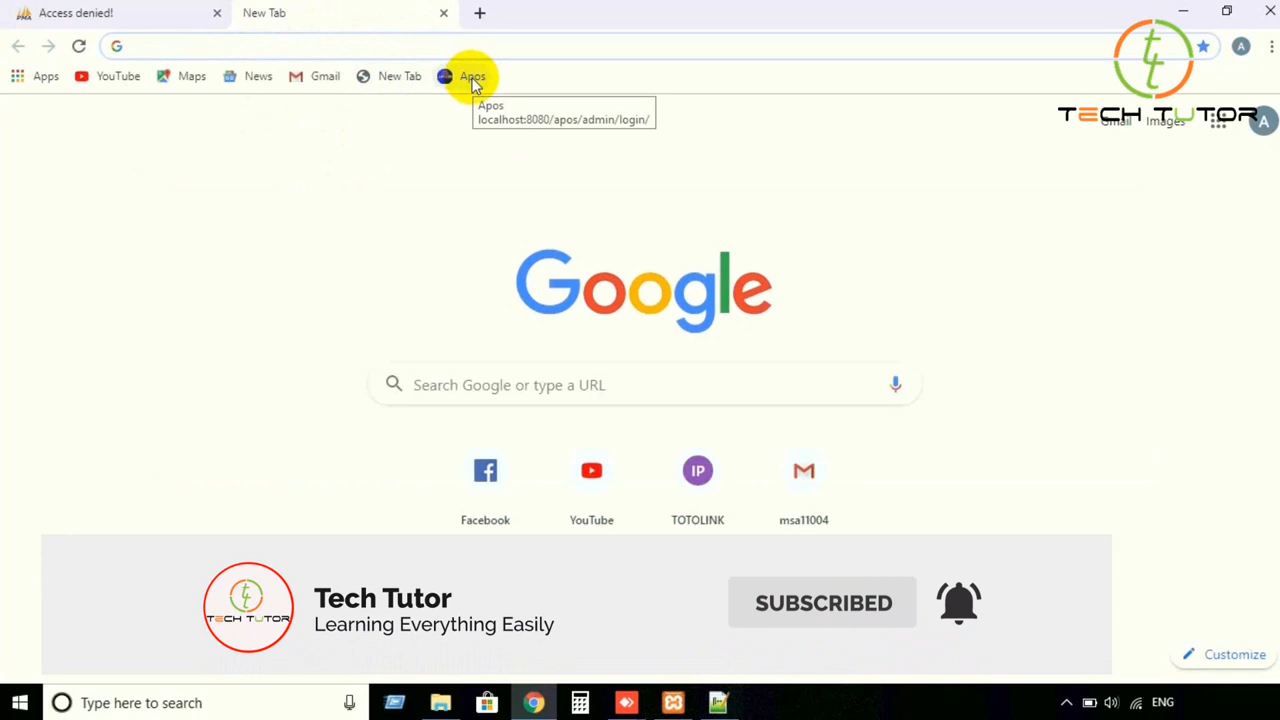 Access denied!
New Tab
Apps
YouTube
Maps
News
Gmail
New Tab
Apos
A
Apos
localhost:8080/apos/admin/login/
TECH TUTOR
Gmail
Images
A
Google
Search Google or type a URL
IP
Facebook
YouTube
TOTOLINK
msa11004
TECH TUTOR
Tech Tutor
Learning Everything Easily
SUBSCRIBED
Customize
Type here to search
ENG